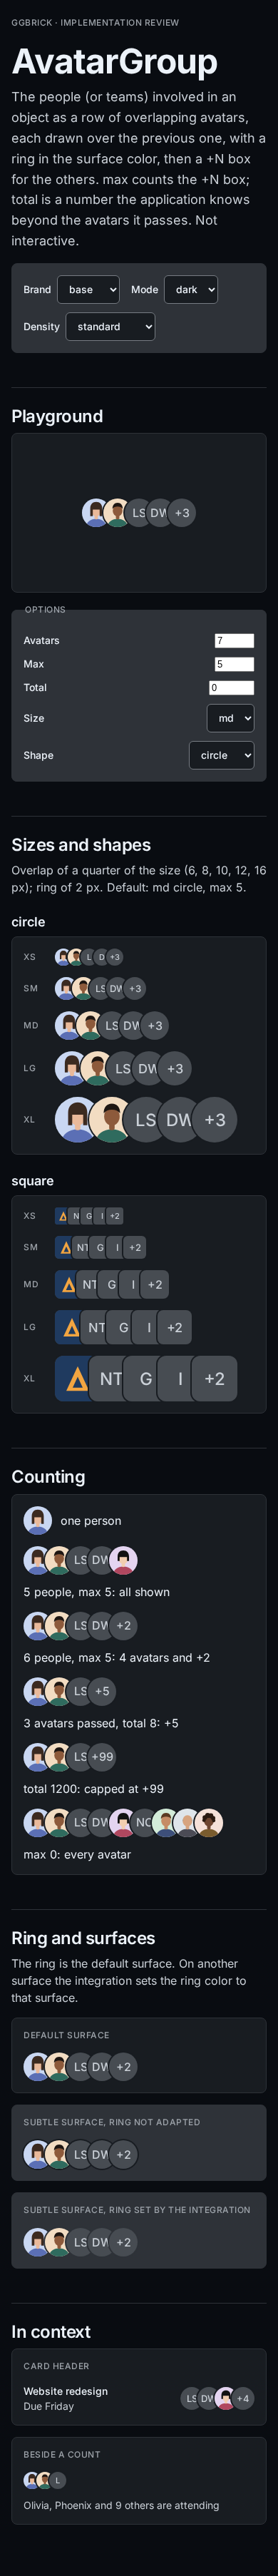 GGBRICK · IMPLEMENTATION REVIEW
AvatarGroup
The people (or teams) involved in an
object as a row of overlapping avatars,
each drawn over the previous one, with a
ring in the surface color, then a +N box
for the others. max counts the +N box;
total is a number the application knows
beyond the avatars it passes. Not
interactive.
Brand base Mode dark
Density standard
Playground
LS DW +3
OPTIONS
Avatars 7
Max 5
Total 0
Size md
Shape circle
Sizes and shapes
Overlap of a quarter of the size (6, 8, 10, 12, 16
px); ring of 2 px. Default: md circle, max 5.
circle
XS L D +3
SM LS DW +3
MD LS DW +3
LG LS DW +3
XL LS DW +3
square
XS N G I +2
SM NT G I +2
MD NT G I +2
LG NT G I +2
XL NT G I +2
Counting
one person
LS DW
5 people, max 5: all shown
LS DW +2
6 people, max 5: 4 avatars and +2
LS +5
3 avatars passed, total 8: +5
LS +99
total 1200: capped at +99
LS DW NO
max 0: every avatar
Ring and surfaces
The ring is the default surface. On another
surface the integration sets the ring color to
that surface.
DEFAULT SURFACE
LS DW +2
SUBTLE SURFACE, RING NOT ADAPTED
LS DW +2
SUBTLE SURFACE, RING SET BY THE INTEGRATION
LS DW +2
In context
CARD HEADER
Website redesign
Due Friday
LS DW +4
BESIDE A COUNT
L
Olivia, Phoenix and 9 others are attending